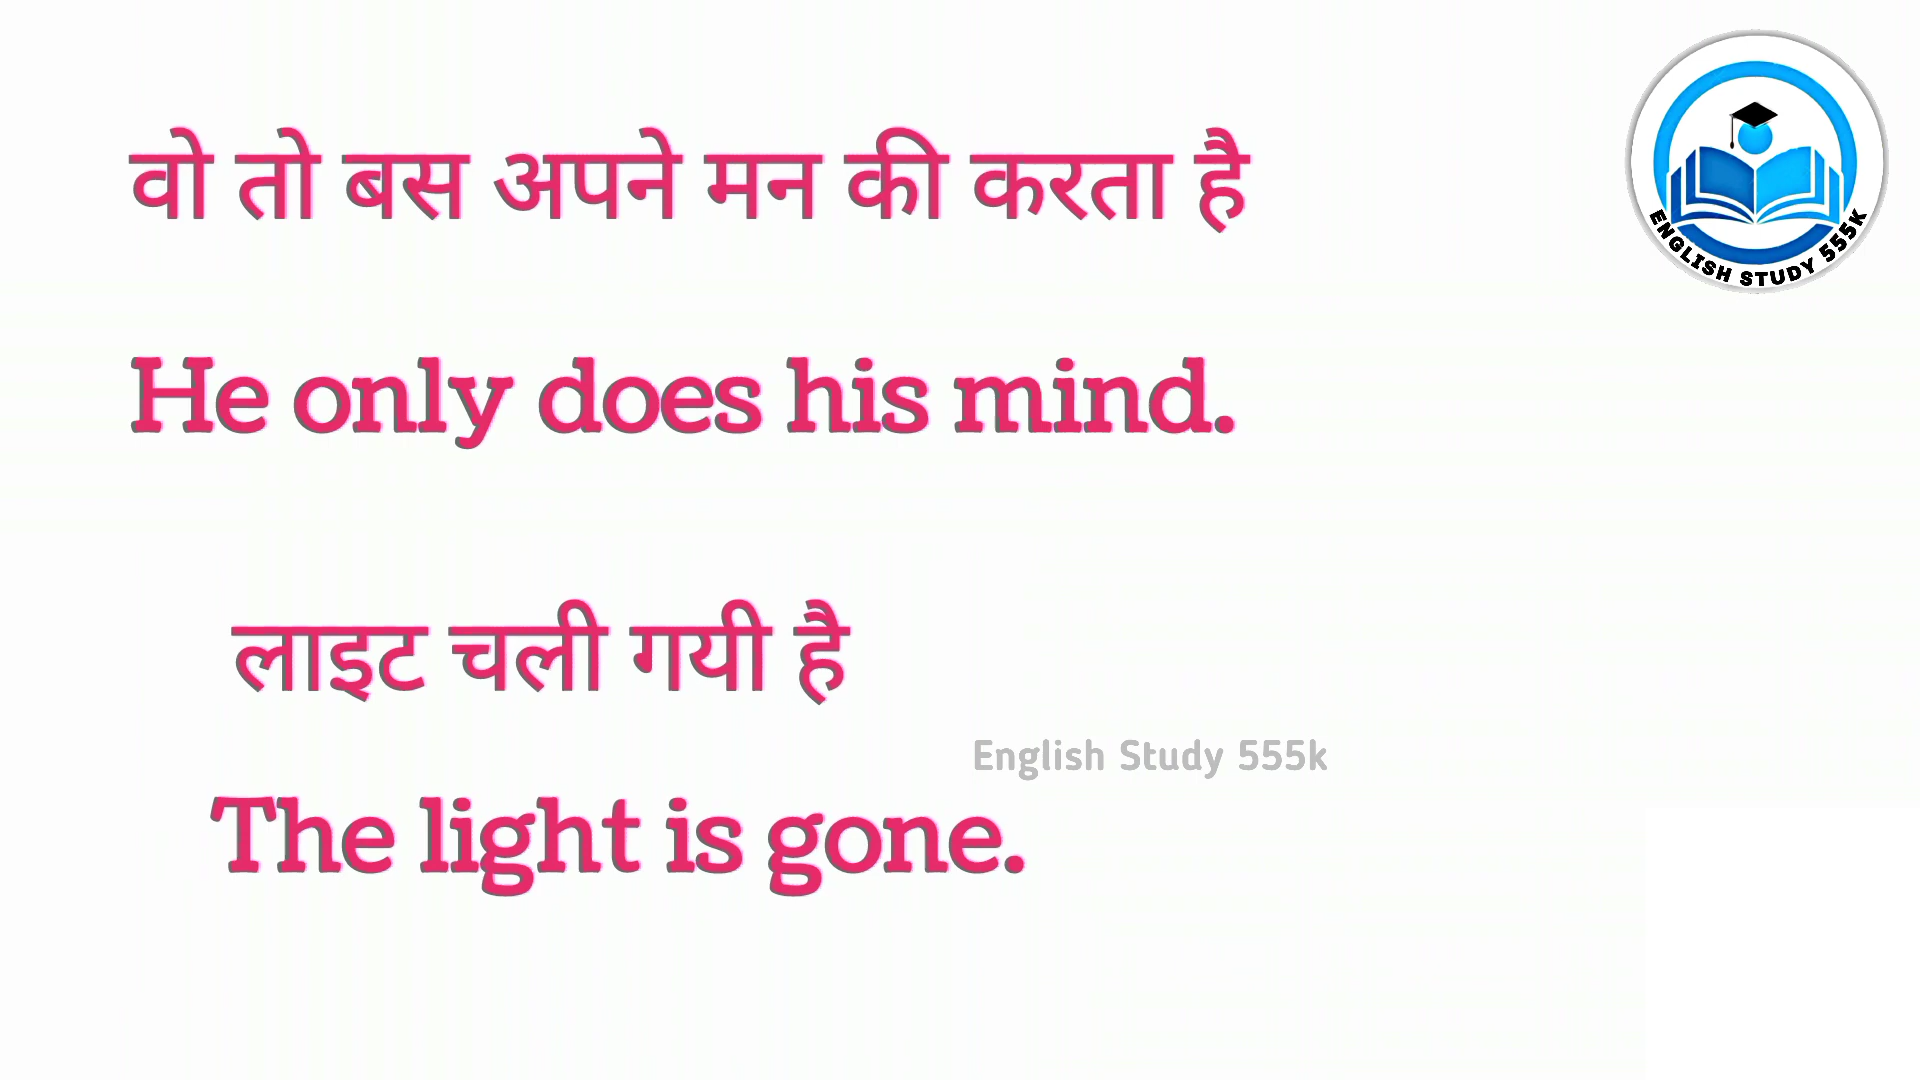 वो तो बस अपने मन की करता है
ENGLISH STUDY 555K
He only does his mind.
लाइट चली गयी है
English Study 555k
The light is gone.